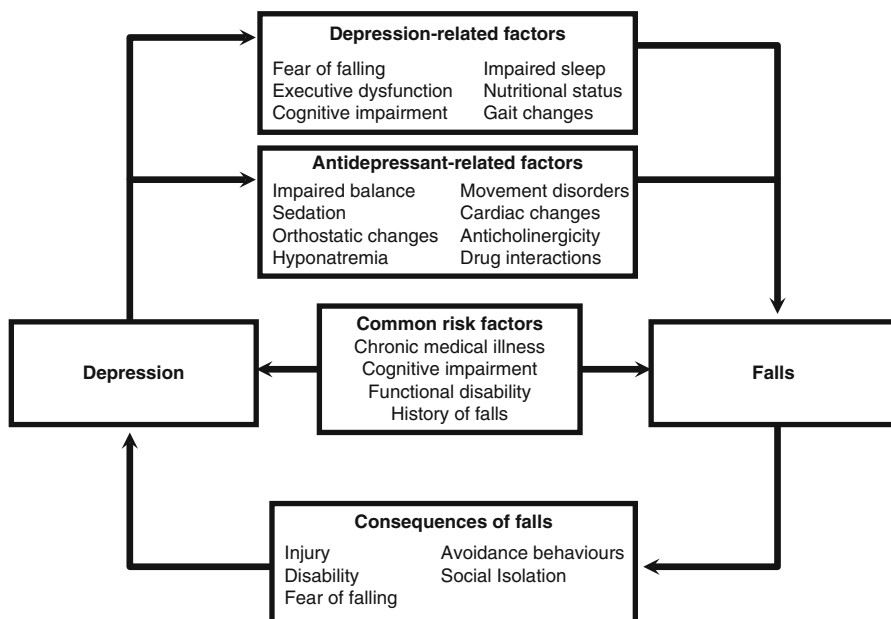 Depression-related factors
Fear of falling Impaired sleep
Executive dysfunction Nutritional status
Cognitive impairment Gait changes
Antidepressant-related factors
Impaired balance Movement disorders
Sedation Cardiac changes
Orthostatic changes Anticholinergicity
Hyponatremia Drug interactions
Depression
Common risk factors
Chronic medical illness
Cognitive impairment
Functional disability
History of falls
Falls
Consequences of falls
Injury Avoidance behaviours
Disability Social Isolation
Fear of falling